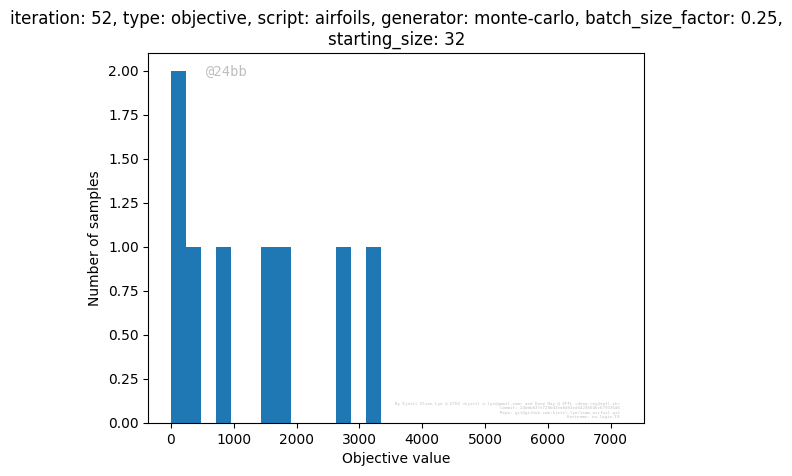 iteration: 52, type: objective, script: airfoils, generator: monte-carlo, batch_size_factor: 0.25,
starting_size: 32
@24bb
2.00
1.75
1.50
1.25
1.00
0.75
0.50
0.25
0.00
Number of samples
0 1000 2000 3000 4000 5000 6000 7000
Objective value